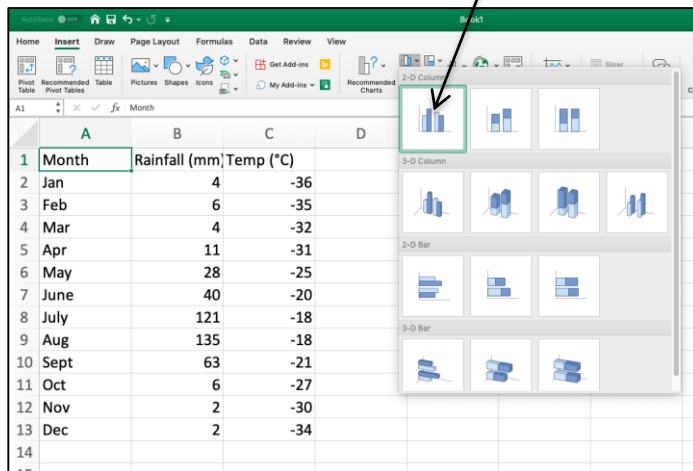 AutoSave OFF Book1
Home Insert Draw Page Layout Formulas Data Review View
Pivot Table Recommended Pivot Tables Table Pictures Shapes Icons Get Add-ins My Add-ins Recommended Charts Slicer
A1 fx Month
2-D Column
3-D Column
2-D Bar
3-D Bar
A B C D
1 Month Rainfall (mm) Temp (°C)
2 Jan 4 -36
3 Feb 6 -35
4 Mar 4 -32
5 Apr 11 -31
6 May 28 -25
7 June 40 -20
8 July 121 -18
9 Aug 135 -18
10 Sept 63 -21
11 Oct 6 -27
12 Nov 2 -30
13 Dec 2 -34
14